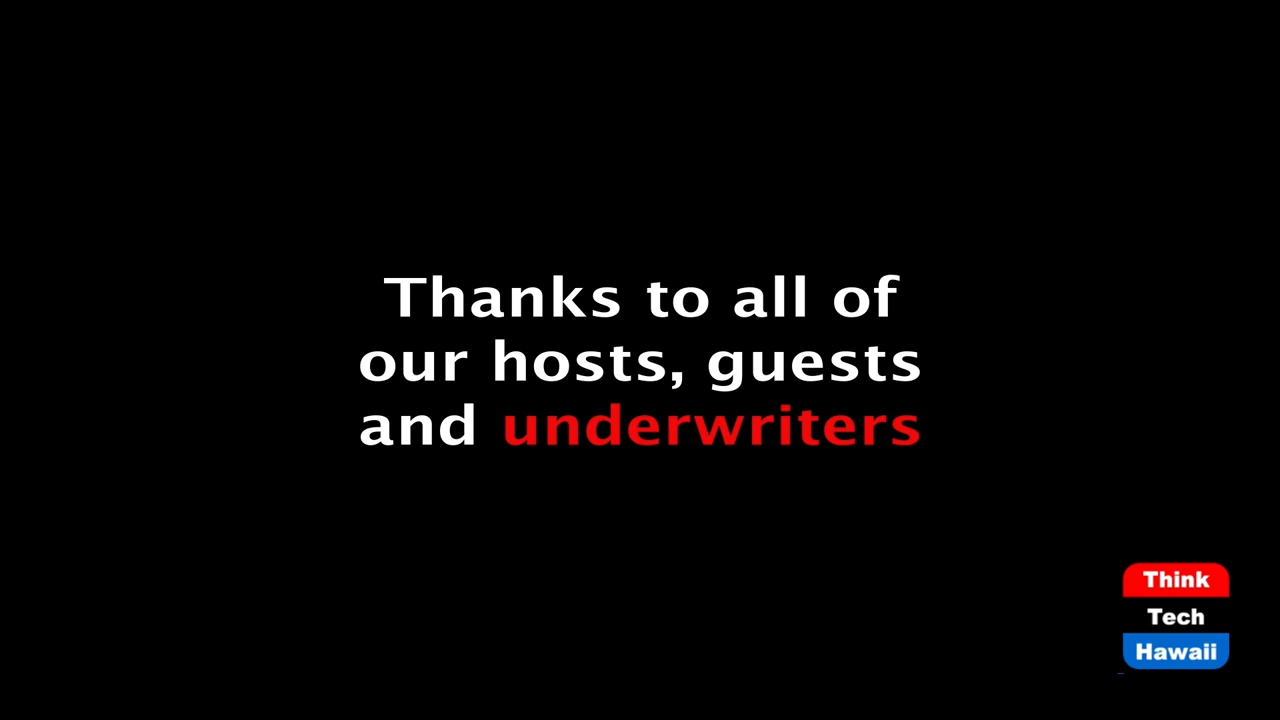 Thanks to all of
our hosts, guests
and underwriters
Think
Tech
Hawaii